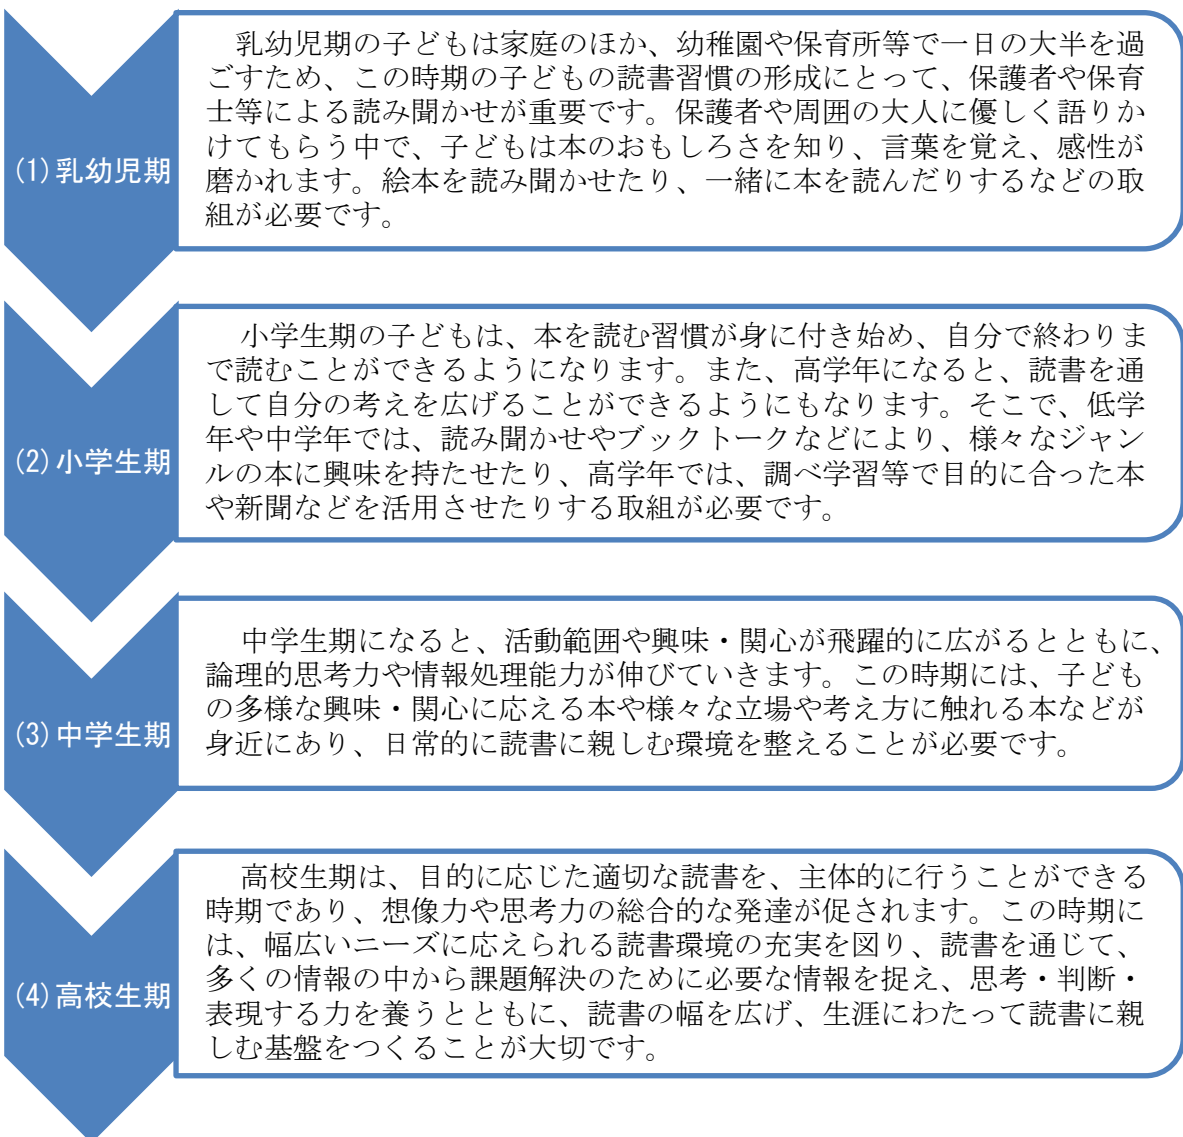 (1)乳幼児期
乳幼児期の子どもは家庭のほか、幼稚園や保育所等で一日の大半を過
ごすため、この時期の子どもの読書習慣の形成にとって、保護者や保育
士等による読み聞かせが重要です。保護者や周囲の大人に優しく語りか
けてもらう中で、子どもは本のおもしろさを知り、言葉を覚え、感性が
磨かれます。絵本を読み聞かせたり、一緒に本を読んだりするなどの取
組が必要です。
(2)小学生期
小学生期の子どもは、本を読む習慣が身に付き始め、自分で終わりま
で読むことができるようになります。また、高学年になると、読書を通
して自分の考えを広げることができるようにもなります。そこで、低学
年や中学年では、読み聞かせやブックトークなどにより、様々なジャン
ルの本に興味を持たせたり、高学年では、調べ学習等で目的に合った本
や新聞などを活用させたりする取組が必要です。
(3)中学生期
中学生期になると、活動範囲や興味・関心が飛躍的に広がるとともに、
論理的思考力や情報処理能力が伸びていきます。この時期には、子ども
の多様な興味・関心に応える本や様々な立場や考え方に触れる本などが
身近にあり、日常的に読書に親しむ環境を整えることが必要です。
(4)高校生期
高校生期は、目的に応じた適切な読書を、主体的に行うことができる
時期であり、想像力や思考力の総合的な発達が促されます。この時期に
は、幅広いニーズに応えられる読書環境の充実を図り、読書を通じて、
多くの情報の中から課題解決のために必要な情報を捉え、思考・判断・
表現する力を養うとともに、読書の幅を広げ、生涯にわたって読書に親
しむ基盤をつくることが大切です。